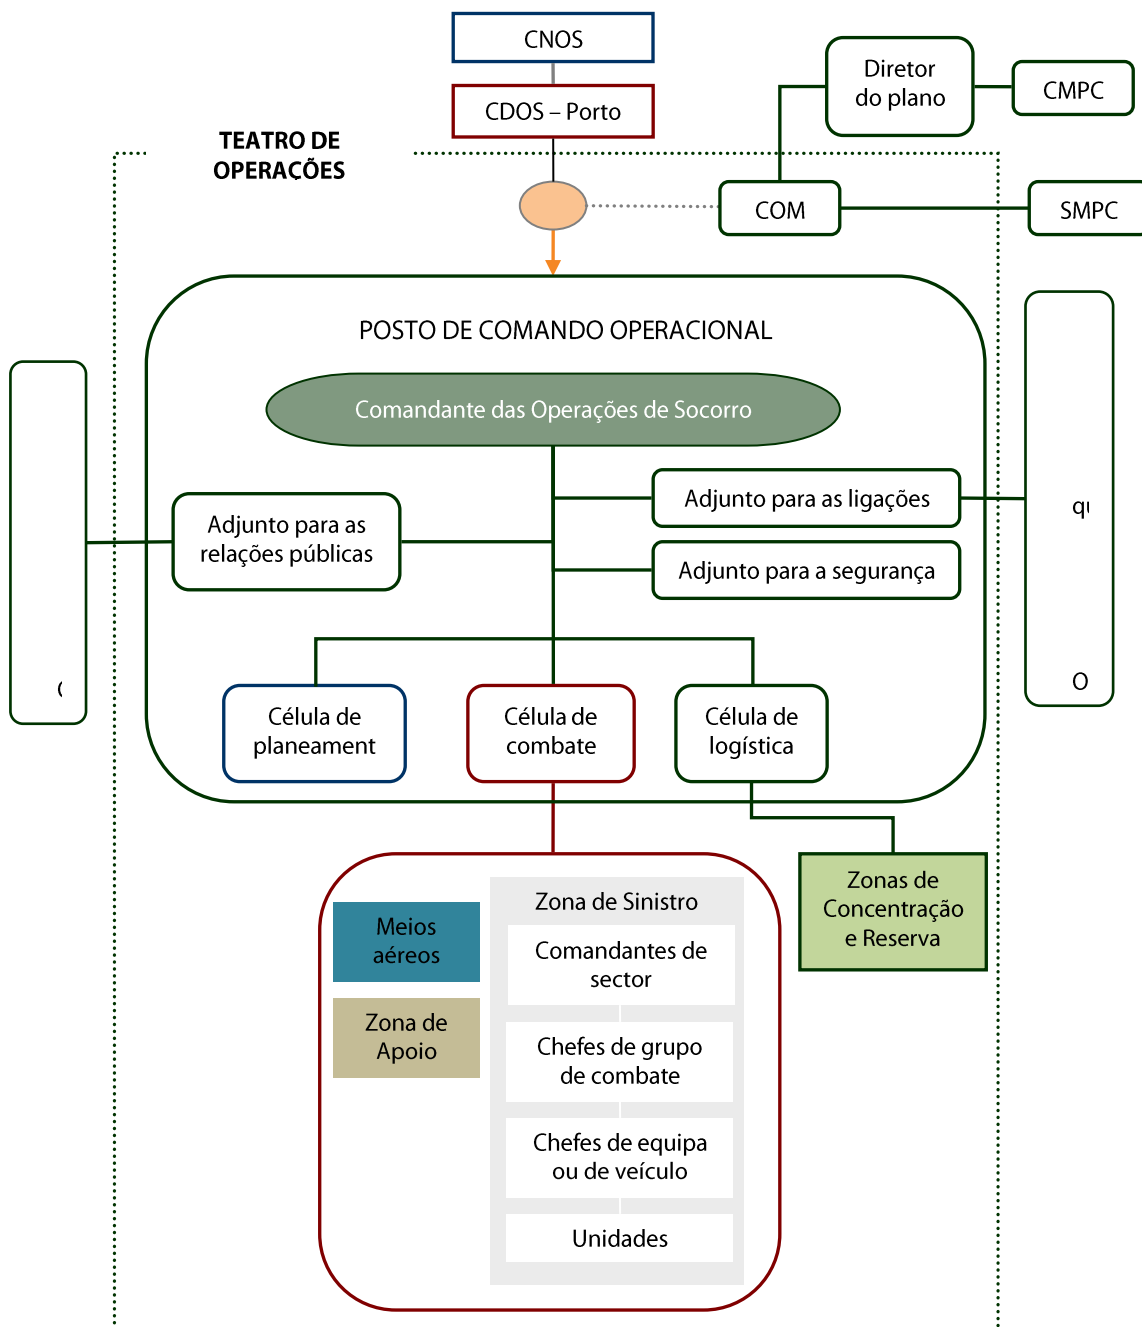 CNOS
CDOS – Porto
Diretor
do plano
CMPC
TEATRO DE
OPERAÇÕES
COM
SMPC
POSTO DE COMANDO OPERACIONAL
Comandante das Operações de Socorro
Adjunto para as
relações públicas
Adjunto para as ligações
Adjunto para a segurança
Célula de
planeament
Célula de
combate
Célula de
logística
O
Zonas de
Concentração
e Reserva
Zona de Sinistro
Meios
aéreos
Comandantes de
sector
Zona de
Apoio
Chefes de grupo
de combate
Chefes de equipa
ou de veículo
Unidades